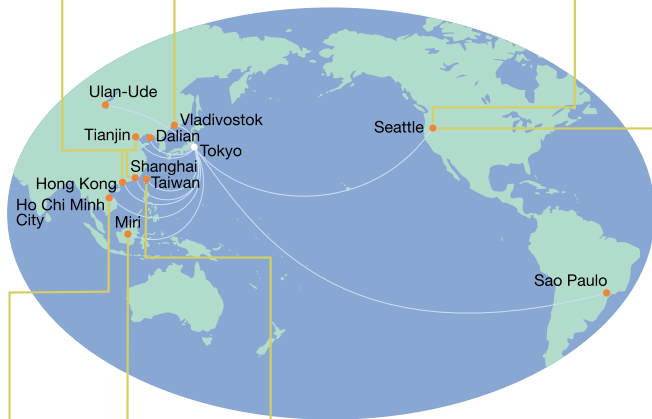 Ulan-Ude
Vladivostok
Seattle
Tianjin
Dalian
Tokyo
Shanghai
Hong Kong
Taiwan
Ho Chi Minh
City
Miri
Sao Paulo